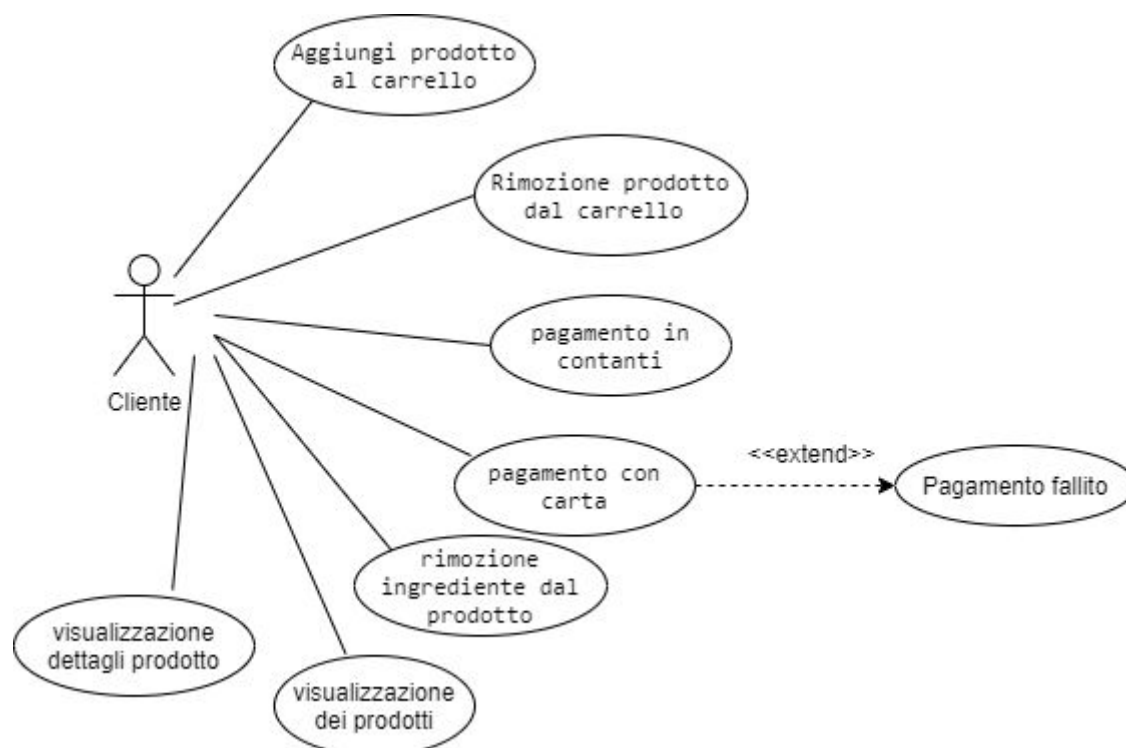 Aggiungi prodotto
al carrello
Rimozione prodotto
dal carrello
pagamento in
contanti
Cliente
<<extend>>
pagamento con
carta
Pagamento fallito
rimozione
ingrediente dal
prodotto
visualizzazione
dettagli prodotto
visualizzazione
dei prodotti